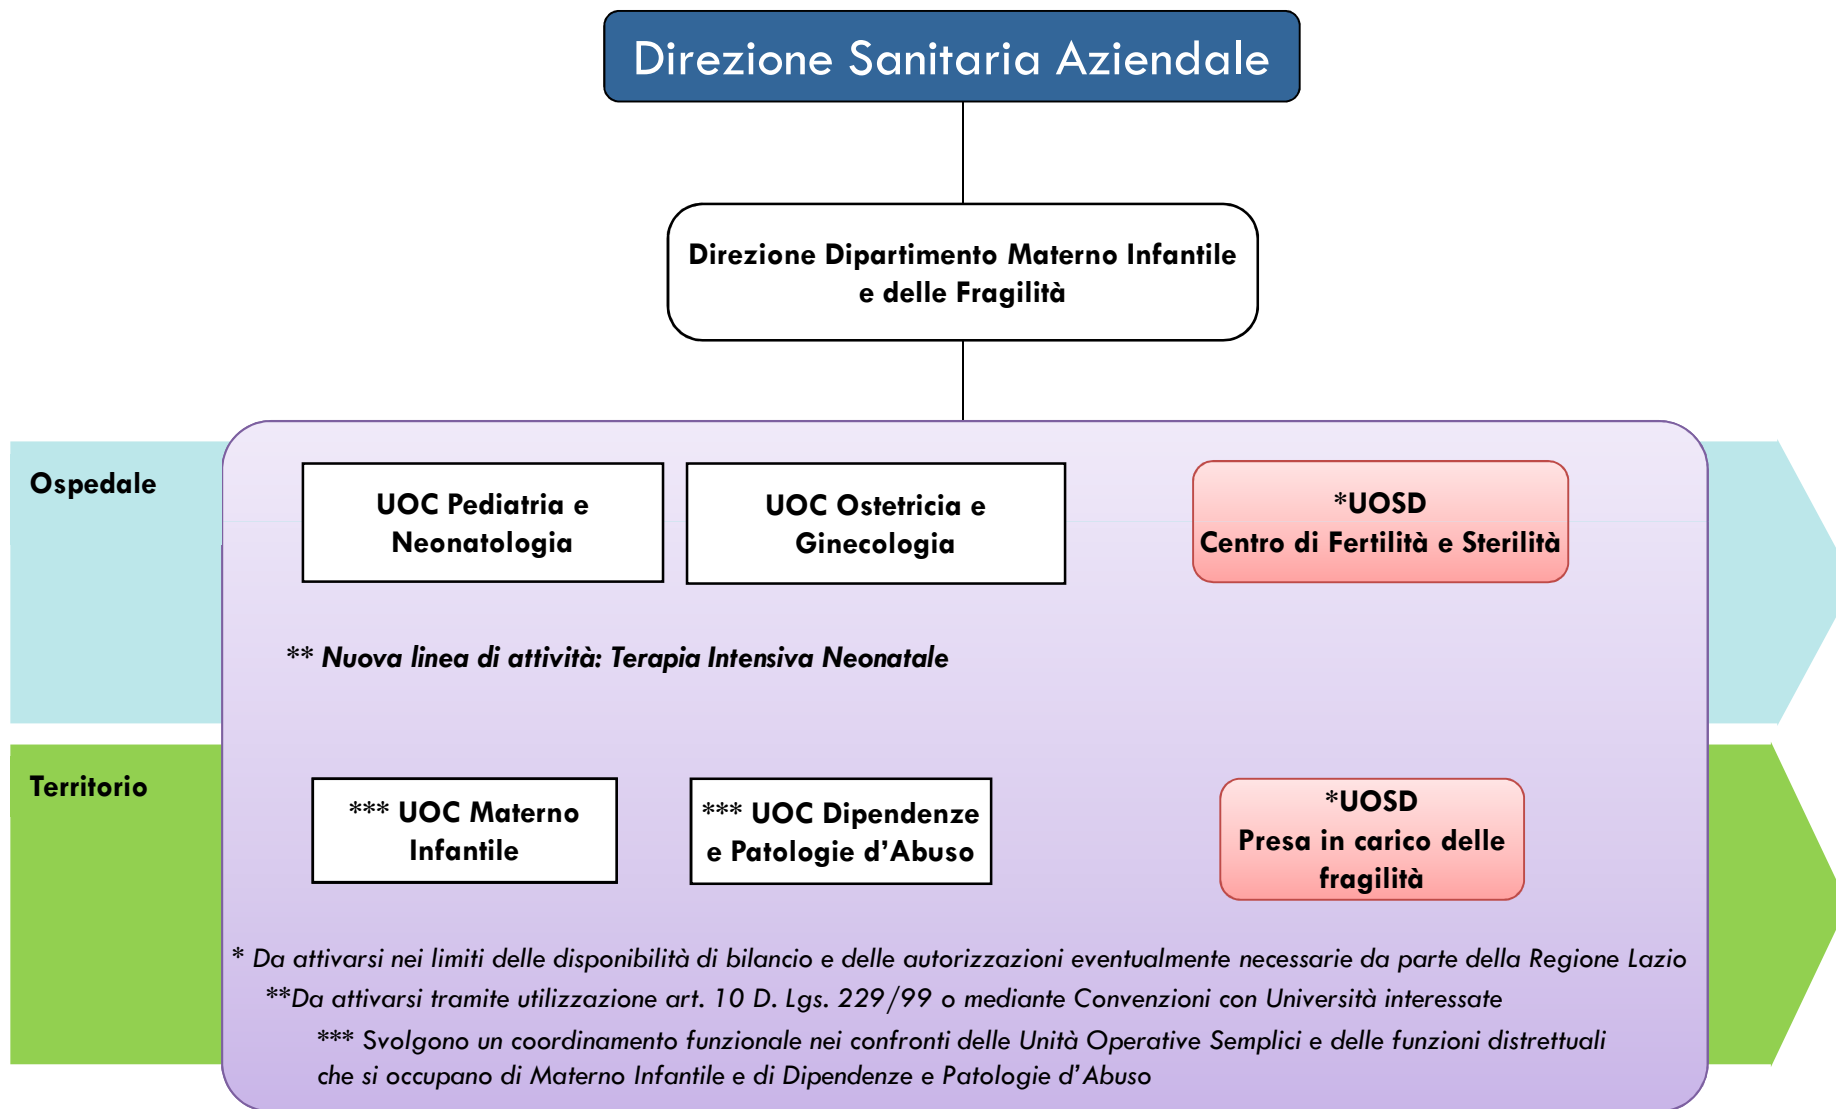 Direzione Sanitaria Aziendale
Direzione Dipartimento Materno Infantile
e delle Fragilità
Ospedale
UOC Pediatria e
Neonatologia
UOC Ostetricia e
Ginecologia
*UOSD
Centro di Fertilità e Sterilità
** Nuova linea di attività: Terapia Intensiva Neonatale
Territorio
*** UOC Materno
Infantile
*** UOC Dipendenze
e Patologie d’Abuso
*UOSD
Presa in carico delle
fragilità
* Da attivarsi nei limiti delle disponibilità di bilancio e delle autorizzazioni eventualmente necessarie da parte della Regione Lazio
**Da attivarsi tramite utilizzazione art. 10 D. Lgs. 229/99 o mediante Convenzioni con Università interessate
*** Svolgono un coordinamento funzionale nei confronti delle Unità Operative Semplici e delle funzioni distrettuali
che si occupano di Materno Infantile e di Dipendenze e Patologie d’Abuso